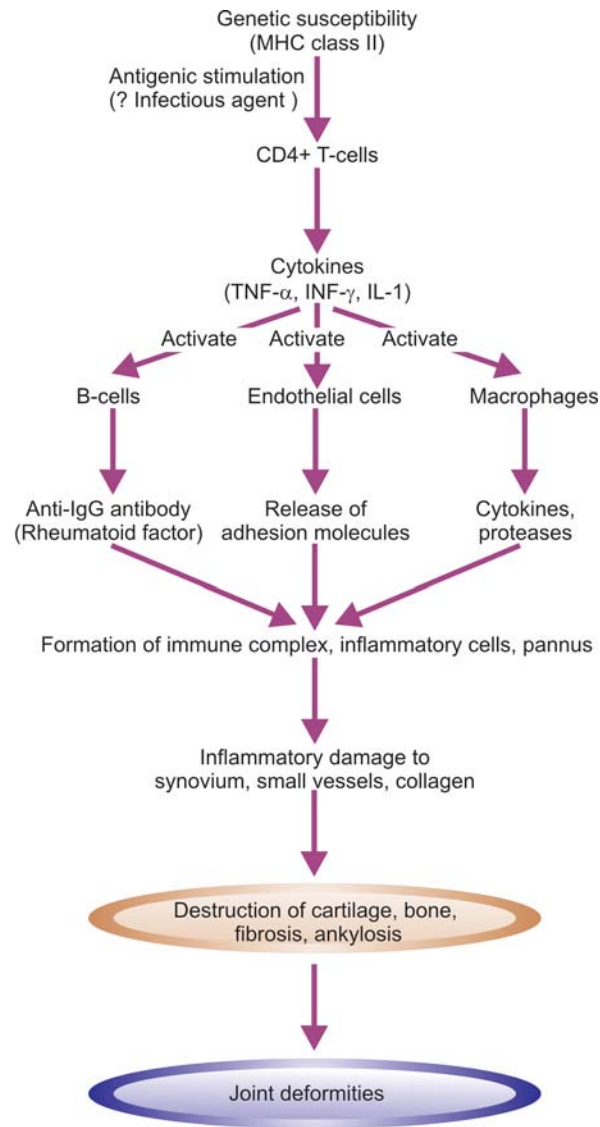 Genetic susceptibility
(MHC class II)
Antigenic stimulation
(? Infectious agent )
CD4+ T-cells
Cytokines
(TNF-α, INF-γ, IL-1)
Activate
Activate
Activate
B-cells
Endothelial cells
Macrophages
Anti-IgG antibody
(Rheumatoid factor)
Release of
adhesion molecules
Cytokines,
proteases
Formation of immune complex, inflammatory cells, pannus
Inflammatory damage to
synovium, small vessels, collagen
Destruction of cartilage, bone,
fibrosis, ankylosis
Joint deformities